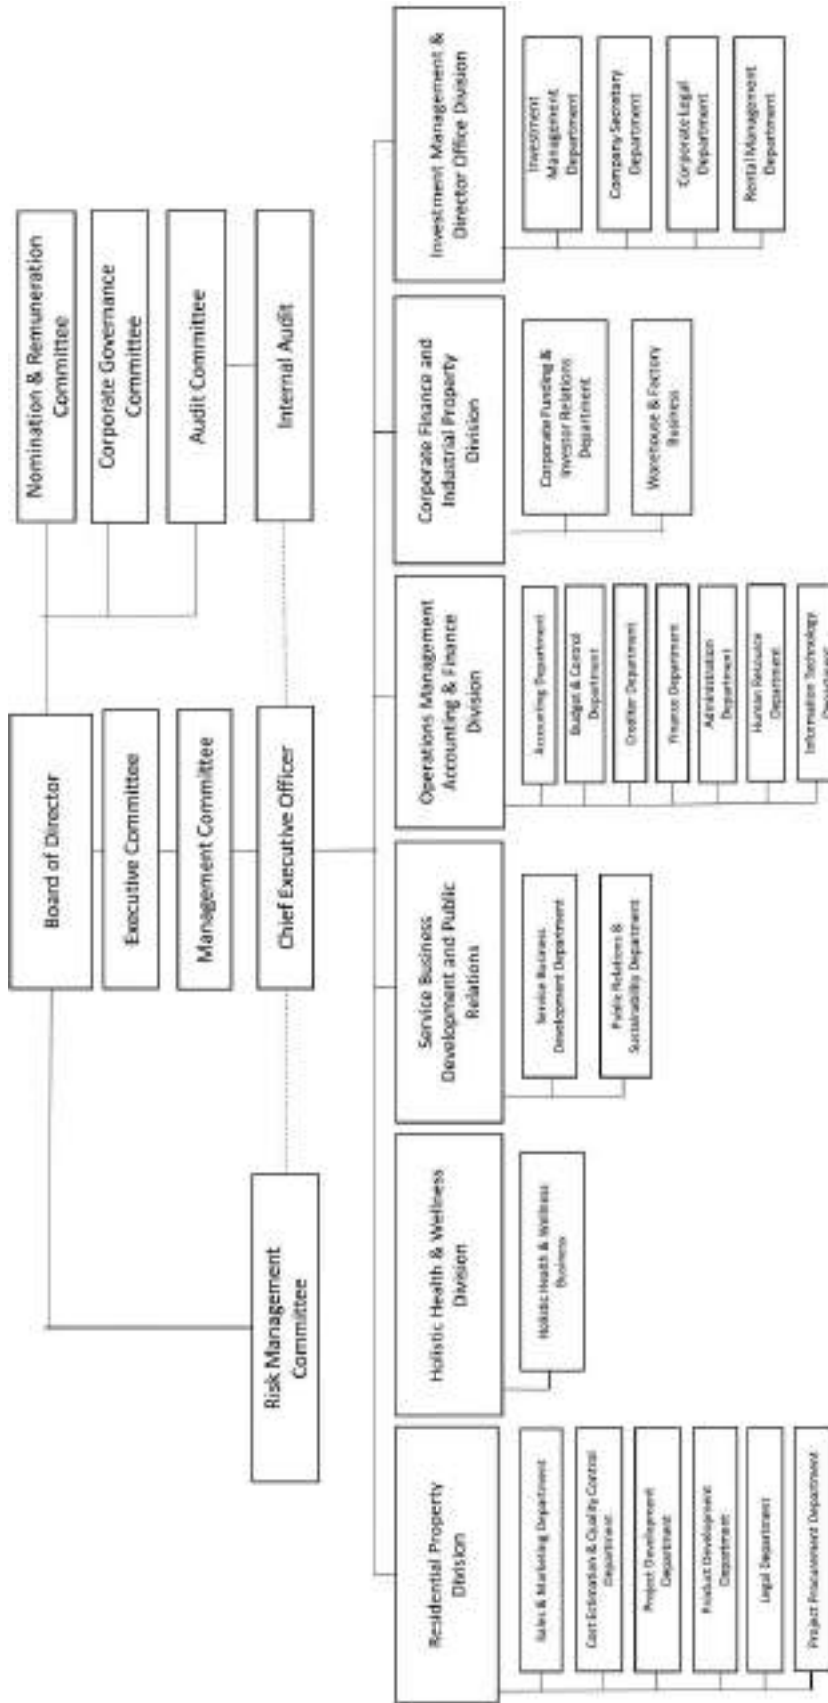 Board of Director
Nomination & Remuneration
Committee
Executive Committee
Corporate Governance
Committee
Management Committee
Audit Committee
Risk Management
Committee
Chief Executive Officer
Internal Audit
Residential Property
Division
Sales & Marketing Department
Cost Estimation & Quality Control
Department
Project Development
Department
Product Development
Department
Legal Department
Project Procurement Department
Holistic Health & Wellness
Division
Holistic Health & Wellness
Business
Service Business
Development and Public
Relations
Service Business
Development Department
Public Relations &
Sustainability Department
Operations Management
Accounting & Finance
Division
Accounting Department
Budget & Control
Department
Creditor Department
Finance Department
Administration
Department
Human Resource
Department
Information Technology
Corporate Finance and
Industrial Property
Division
Corporate Funding &
Investor Relations
Department
Warehouse & Factory
Business
Investment Management &
Director Office Division
Investment
Management
Department
Company Secretary
Department
Corporate Legal
Department
Rental Management
Department